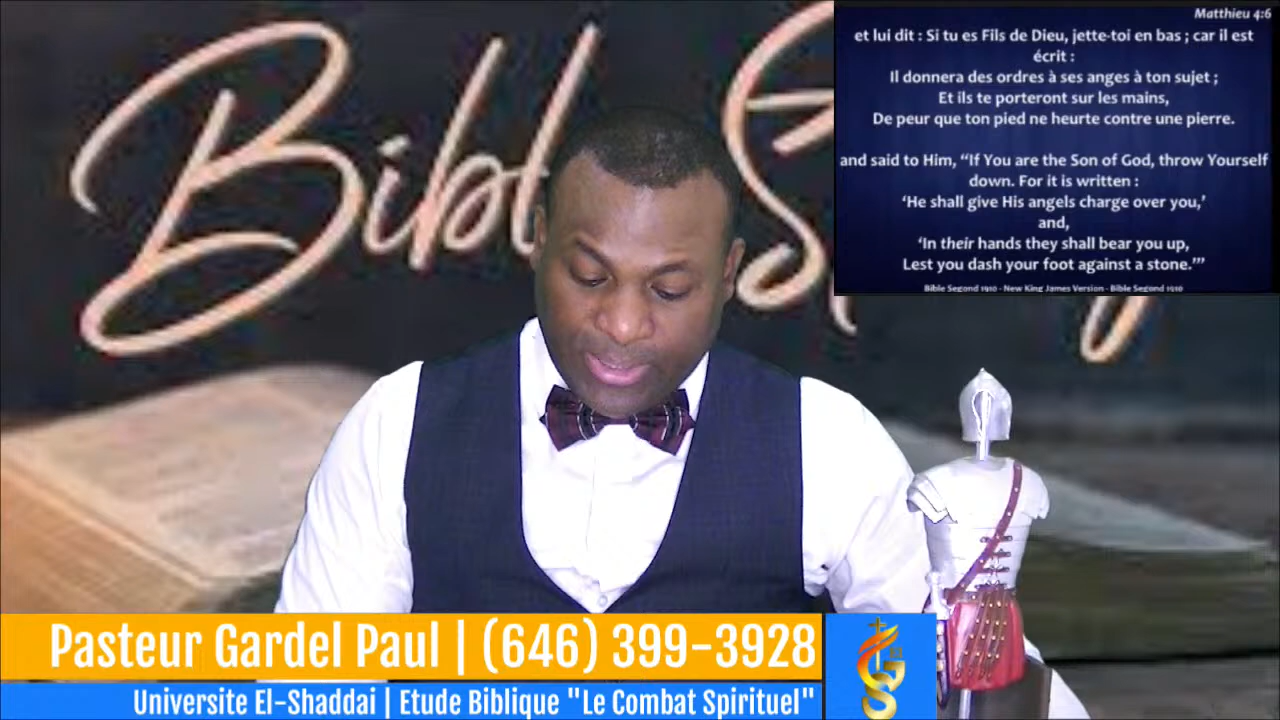 Bibl
S
y
Matthieu 4:6
et lui dit : Si tu es Fils de Dieu, jette-toi en bas ; car il est
écrit :
Il donnera des ordres à ses anges à ton sujet ;
Et ils te porteront sur les mains,
De peur que ton pied ne heurte contre une pierre.
and said to Him, “If You are the Son of God, throw Yourself
down. For it is written :
‘He shall give His angels charge over you,’
and,
‘In their hands they shall bear you up,
Lest you dash your foot against a stone.’”
Bible Segond 1910 - New King James Version - Bible Segond 1910
Pasteur Gardel Paul | (646) 399-3928
Universite El-Shaddai | Etude Biblique "Le Combat Spirituel"